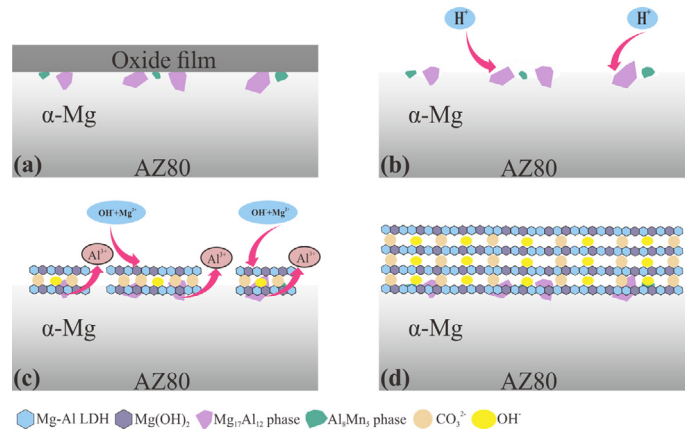 Oxide film
α-Mg
AZ80
(a)
H⁺
H⁺
α-Mg
AZ80
(b)
OH⁻+Mg²⁺
OH⁻+Mg²⁺
Al³⁺
Al³⁺
Al³⁺
α-Mg
AZ80
(c)
α-Mg
AZ80
(d)
Mg-Al LDH Mg(OH)₂ Mg₁₇Al₁₂ phase Al₈Mn₅ phase CO₃²⁻ OH⁻